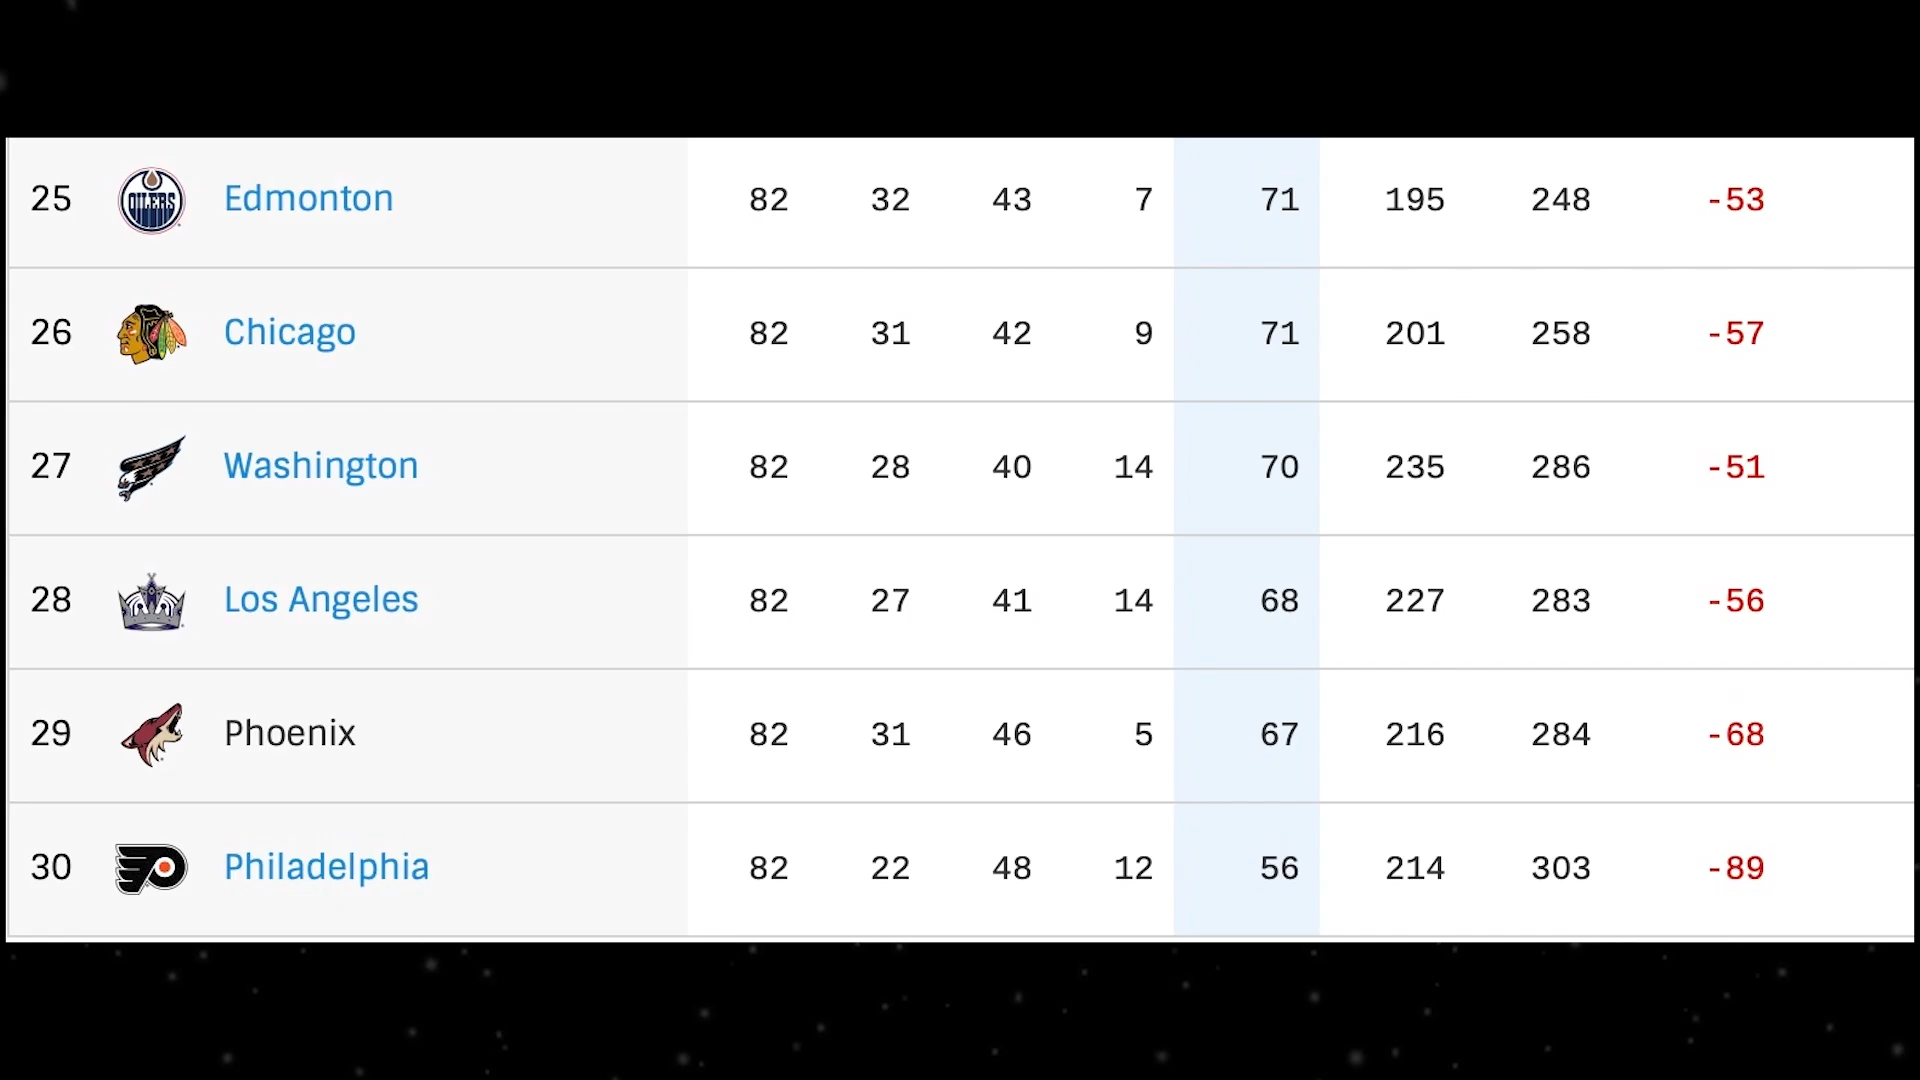 25 OILERS Edmonton 82 32 43 7 71 195 248 -53
26 Chicago 82 31 42 9 71 201 258 -57
27 Washington 82 28 40 14 70 235 286 -51
28 Los Angeles 82 27 41 14 68 227 283 -56
29 Phoenix 82 31 46 5 67 216 284 -68
30 Philadelphia 82 22 48 12 56 214 303 -89